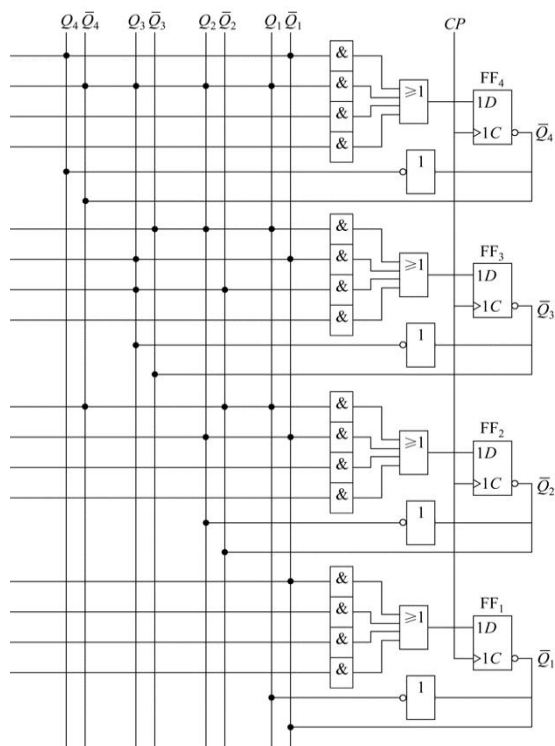 Q₄ Q̄₄ Q₃ Q̄₃ Q₂ Q̄₂ Q₁ Q̄₁ CP
&
&
&
&
≥1
FF₄
1D
1C
Q̄₄
1
&
&
&
&
≥1
FF₃
1D
1C
Q̄₃
1
&
&
&
&
≥1
FF₂
1D
1C
Q̄₂
1
&
&
&
&
≥1
FF₁
1D
1C
Q̄₁
1